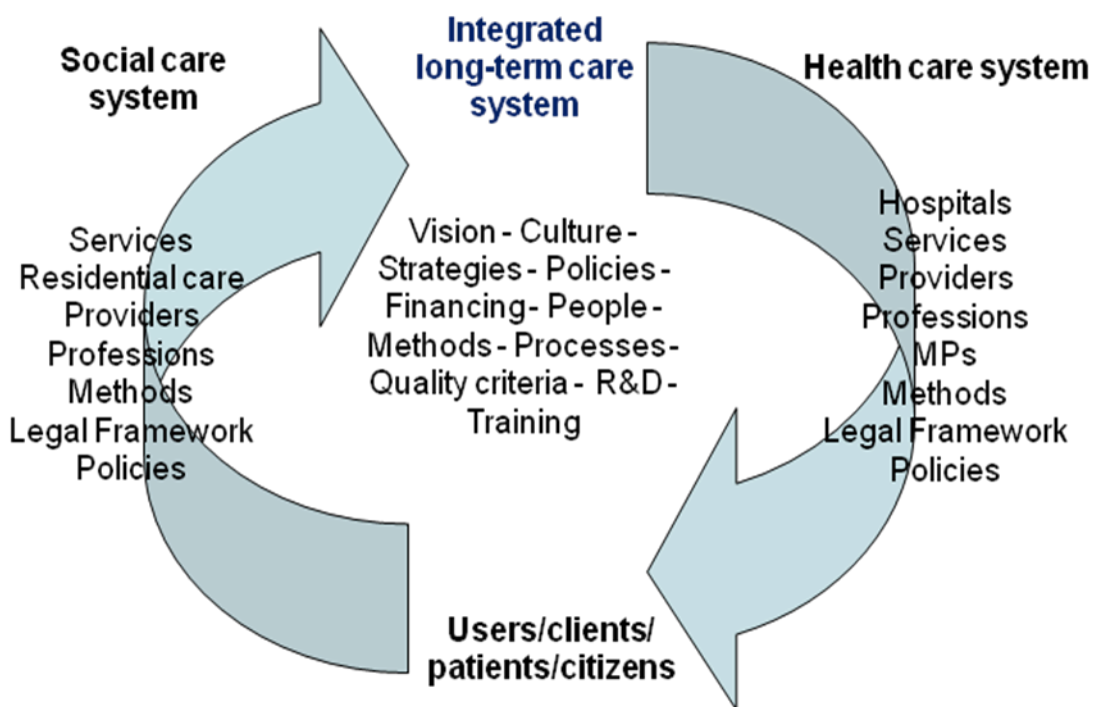 Social care
system
Integrated
long-term care
system
Health care system
Services
Residential care
Providers
Professions
Methods
Legal Framework
Policies
Vision - Culture -
Strategies - Policies -
Financing- People -
Methods - Processes-
Quality criteria - R&D -
Training
Hospitals
Services
Providers
Professions
MPs
Methods
Legal Framework
Policies
Users/clients/
patients/citizens